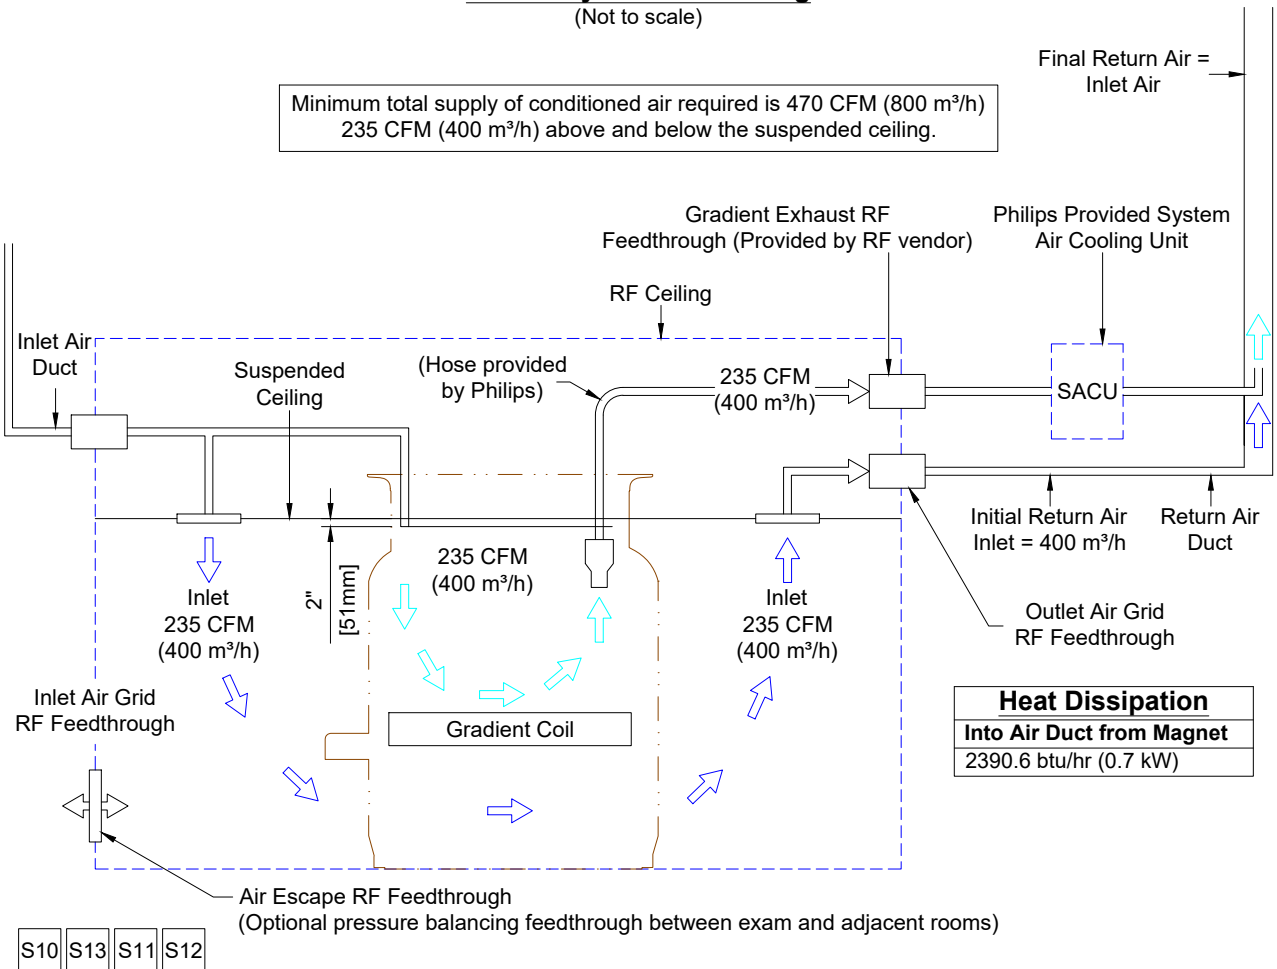 (Not to scale)
Final Return Air =
Inlet Air
Minimum total supply of conditioned air required is 470 CFM (800 m³/h)
235 CFM (400 m³/h) above and below the suspended ceiling.
Gradient Exhaust RF
Feedthrough (Provided by RF vendor)
Philips Provided System
Air Cooling Unit
RF Ceiling
Inlet Air
Duct
Suspended
Ceiling
(Hose provided
by Philips)
235 CFM
(400 m³/h)
SACU
Initial Return Air
Inlet = 400 m³/h
Return Air
Duct
235 CFM
(400 m³/h)
2"
[51mm]
Inlet
235 CFM
(400 m³/h)
Inlet
235 CFM
(400 m³/h)
Outlet Air Grid
RF Feedthrough
Inlet Air Grid
RF Feedthrough
Gradient Coil
Heat Dissipation
Into Air Duct from Magnet
2390.6 btu/hr (0.7 kW)
Air Escape RF Feedthrough
(Optional pressure balancing feedthrough between exam and adjacent rooms)
S10 S13 S11 S12